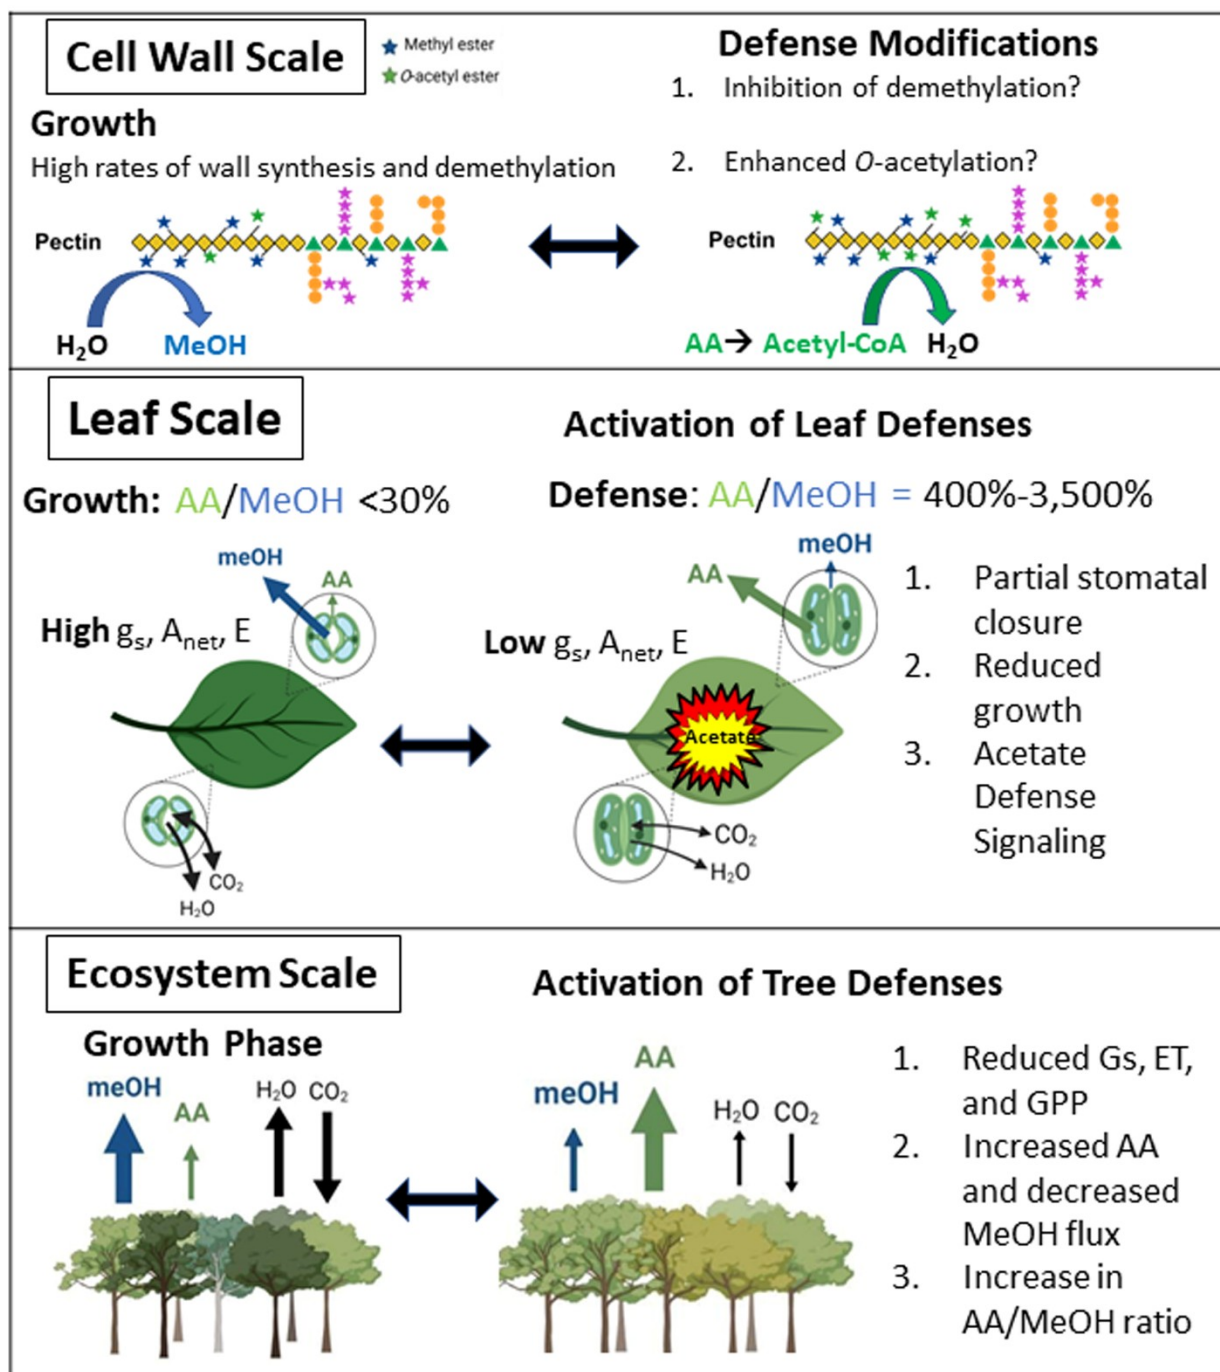 Cell Wall Scale
Methyl ester
O-acetyl ester
Growth
High rates of wall synthesis and demethylation
Pectin
H₂O
MeOH
Defense Modifications
1. Inhibition of demethylation?
2. Enhanced O-acetylation?
Pectin
AA→ Acetyl-CoA H₂O
Leaf Scale
Growth: AA/MeOH <30%
meOH
AA
High gs, Anet, E
CO₂
H₂O
Activation of Leaf Defenses
Defense: AA/MeOH = 400%-3,500%
meOH
AA
Low gs, Anet, E
Acetate
CO₂
H₂O
1. Partial stomatal
closure
2. Reduced
growth
3. Acetate
Defense
Signaling
Ecosystem Scale
Growth Phase
meOH
AA
H₂O CO₂
Activation of Tree Defenses
meOH
AA
H₂O CO₂
1. Reduced Gs, ET,
and GPP
2. Increased AA
and decreased
MeOH flux
3. Increase in
AA/MeOH ratio